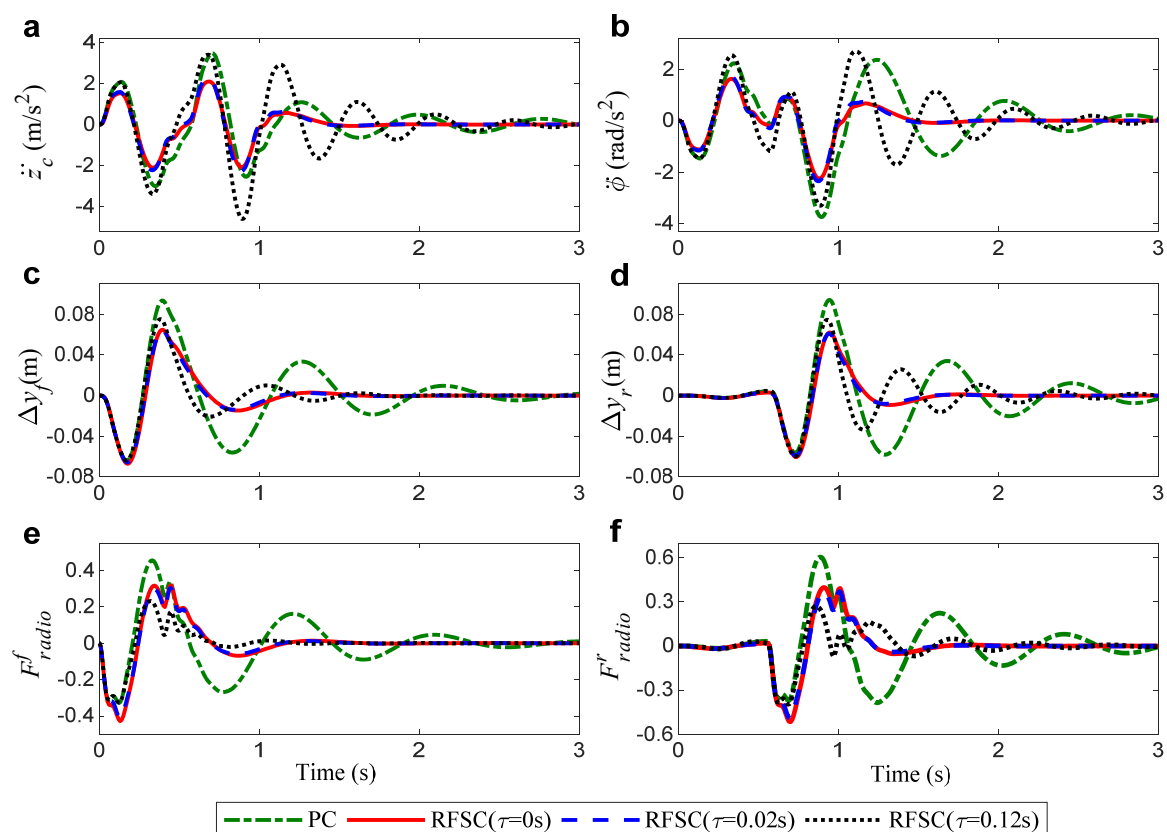 a
b
z̈_c (m/s²)
4
2
0
-2
-4
0 1 2 3
ϕ̈ (rad/s²)
2
0
-2
-4
0 1 2 3
c
d
Δy_f(m)
0.08
0.04
0
-0.04
-0.08
0 1 2 3
Δy_r(m)
0.08
0.04
0
-0.04
-0.08
0 1 2 3
e
f
F^f_radio
0.4
0.2
0
-0.2
-0.4
0 1 2 3
Time (s)
F^r_radio
0.6
0.3
0
-0.3
-0.6
0 1 2 3
Time (s)
PC RFSC(τ=0s) RFSC(τ=0.02s) RFSC(τ=0.12s)